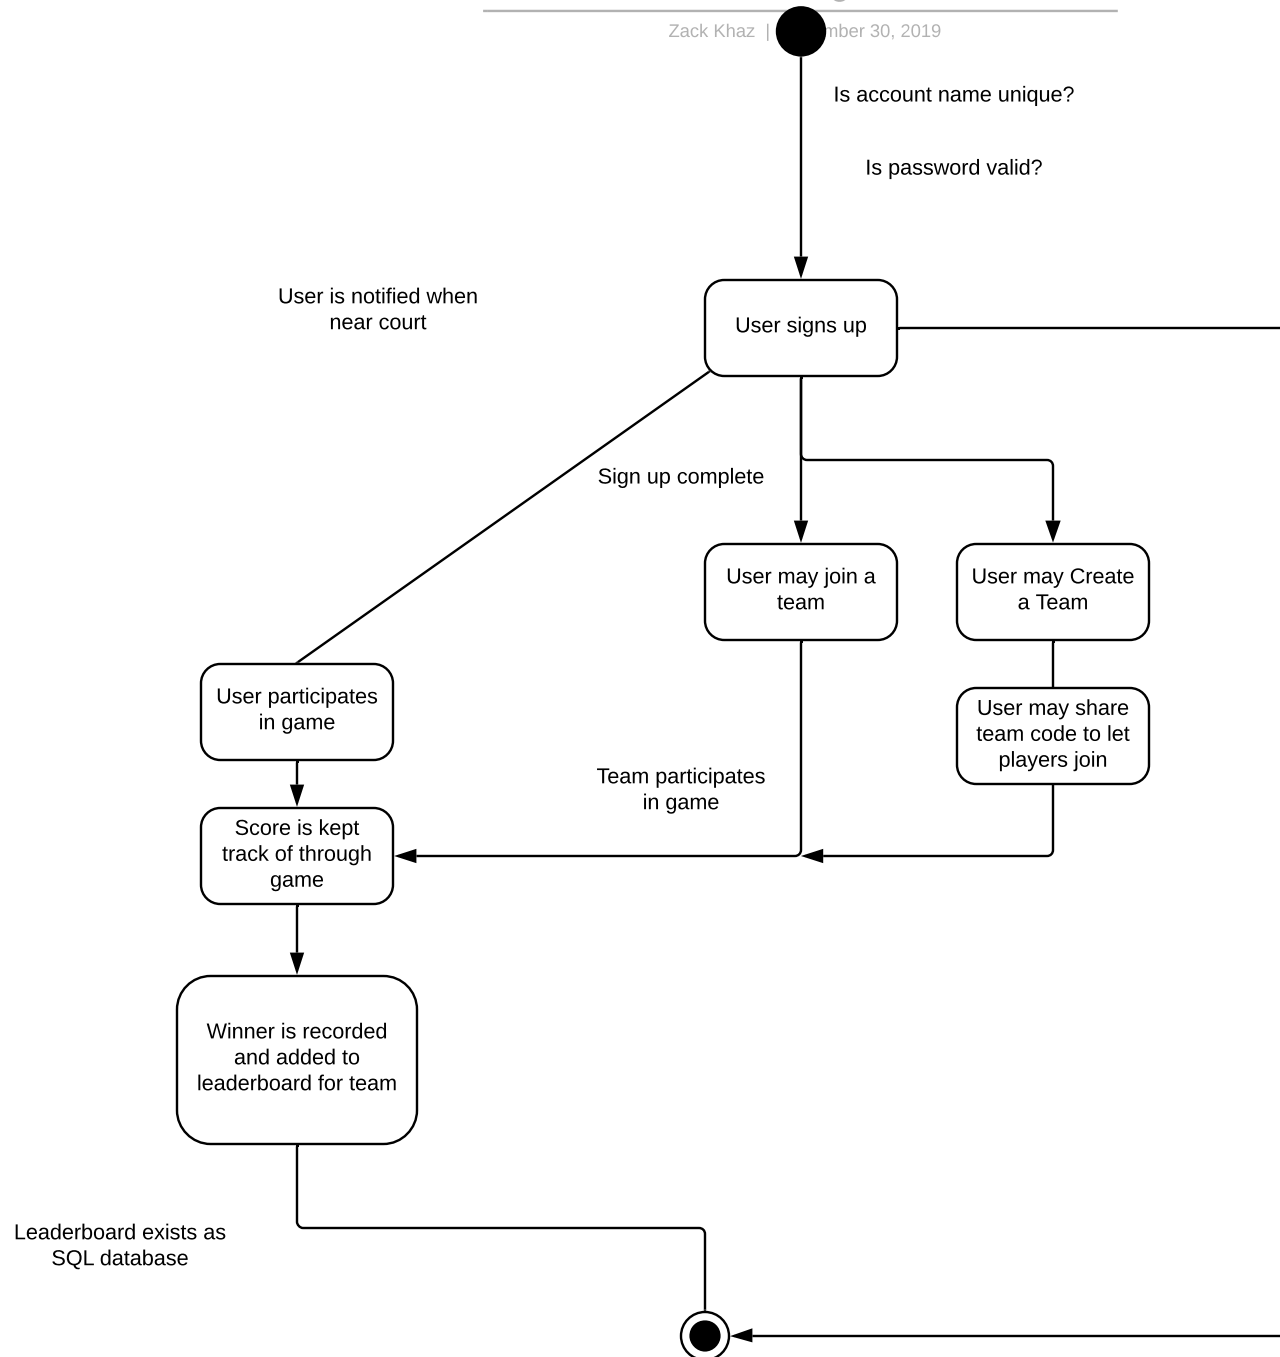 Zack Khaz | mber 30, 2019
Is account name unique?
Is password valid?
User is notified when
near court
User signs up
Sign up complete
User may join a
team
User may Create
a Team
User participates
in game
User may share
team code to let
players join
Team participates
in game
Score is kept
track of through
game
Winner is recorded
and added to
leaderboard for team
Leaderboard exists as
SQL database